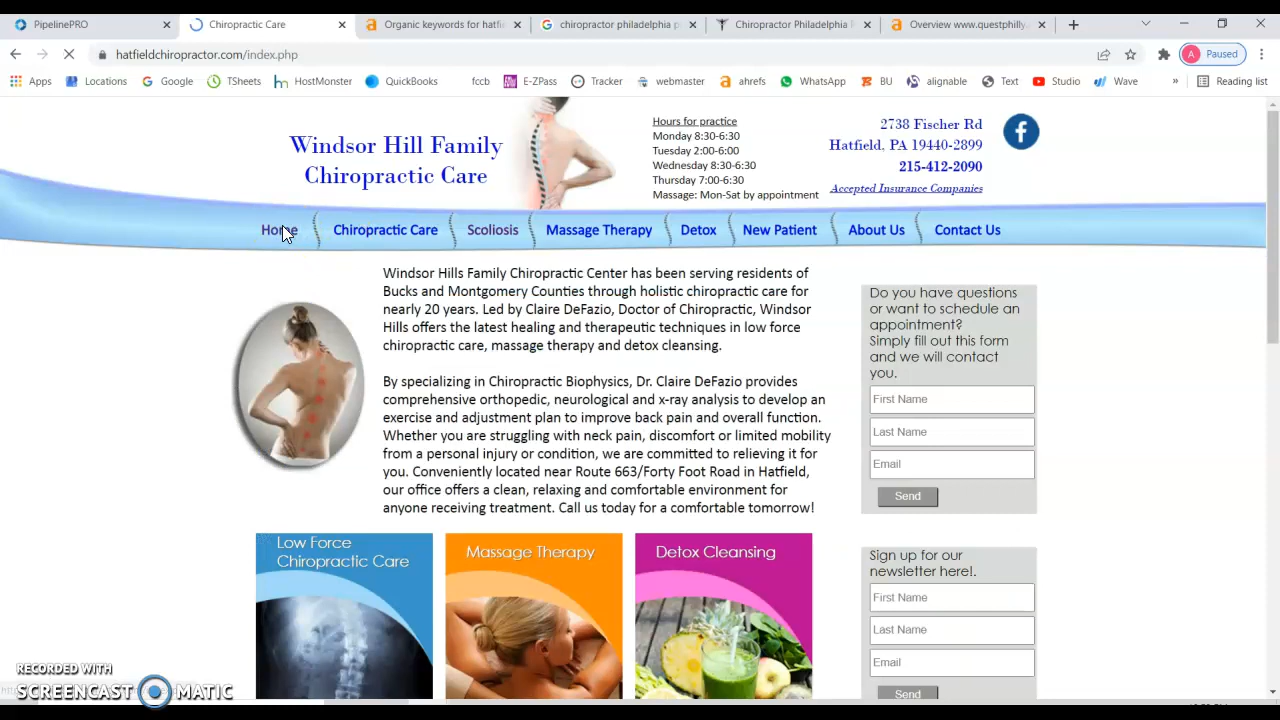 PipelinePRO
Chiropractic Care
Organic keywords for hatfi
chiropractor philadelphia p
Chiropractor Philadelphia
Overview www.questphilly.
hatfieldchiropractor.com/index.php
A Paused
Apps
Locations
Google
TSheets
HostMonster
QuickBooks
fccb
E-ZPass
Tracker
webmaster
ahrefs
WhatsApp
BU
alignable
Text
Studio
Wave
»
Reading list
Windsor Hill Family
Chiropractic Care
Hours for practice
Monday 8:30-6:30
Tuesday 2:00-6:00
Wednesday 8:30-6:30
Thursday 7:00-6:30
Massage: Mon-Sat by appointment
2738 Fischer Rd
Hatfield, PA 19440-2899
215-412-2090
Accepted Insurance Companies
Home
Chiropractic Care
Scoliosis
Massage Therapy
Detox
New Patient
About Us
Contact Us
Windsor Hills Family Chiropractic Center has been serving residents of
Bucks and Montgomery Counties through holistic chiropractic care for
nearly 20 years. Led by Claire DeFazio, Doctor of Chiropractic, Windsor
Hills offers the latest healing and therapeutic techniques in low force
chiropractic care, massage therapy and detox cleansing.
By specializing in Chiropractic Biophysics, Dr. Claire DeFazio provides
comprehensive orthopedic, neurological and x-ray analysis to develop an
exercise and adjustment plan to improve back pain and overall function.
Whether you are struggling with neck pain, discomfort or limited mobility
from a personal injury or condition, we are committed to relieving it for
you. Conveniently located near Route 663/Forty Foot Road in Hatfield,
our office offers a clean, relaxing and comfortable environment for
anyone receiving treatment. Call us today for a comfortable tomorrow!
Do you have questions
or want to schedule an
appointment?
Simply fill out this form
and we will contact
you.
First Name
Last Name
Email
Send
Low Force
Chiropractic Care
Massage Therapy
Detox Cleansing
Sign up for our
newsletter here!.
First Name
Last Name
Email
Send
RECORDED WITH
SCREENCAST MATIC